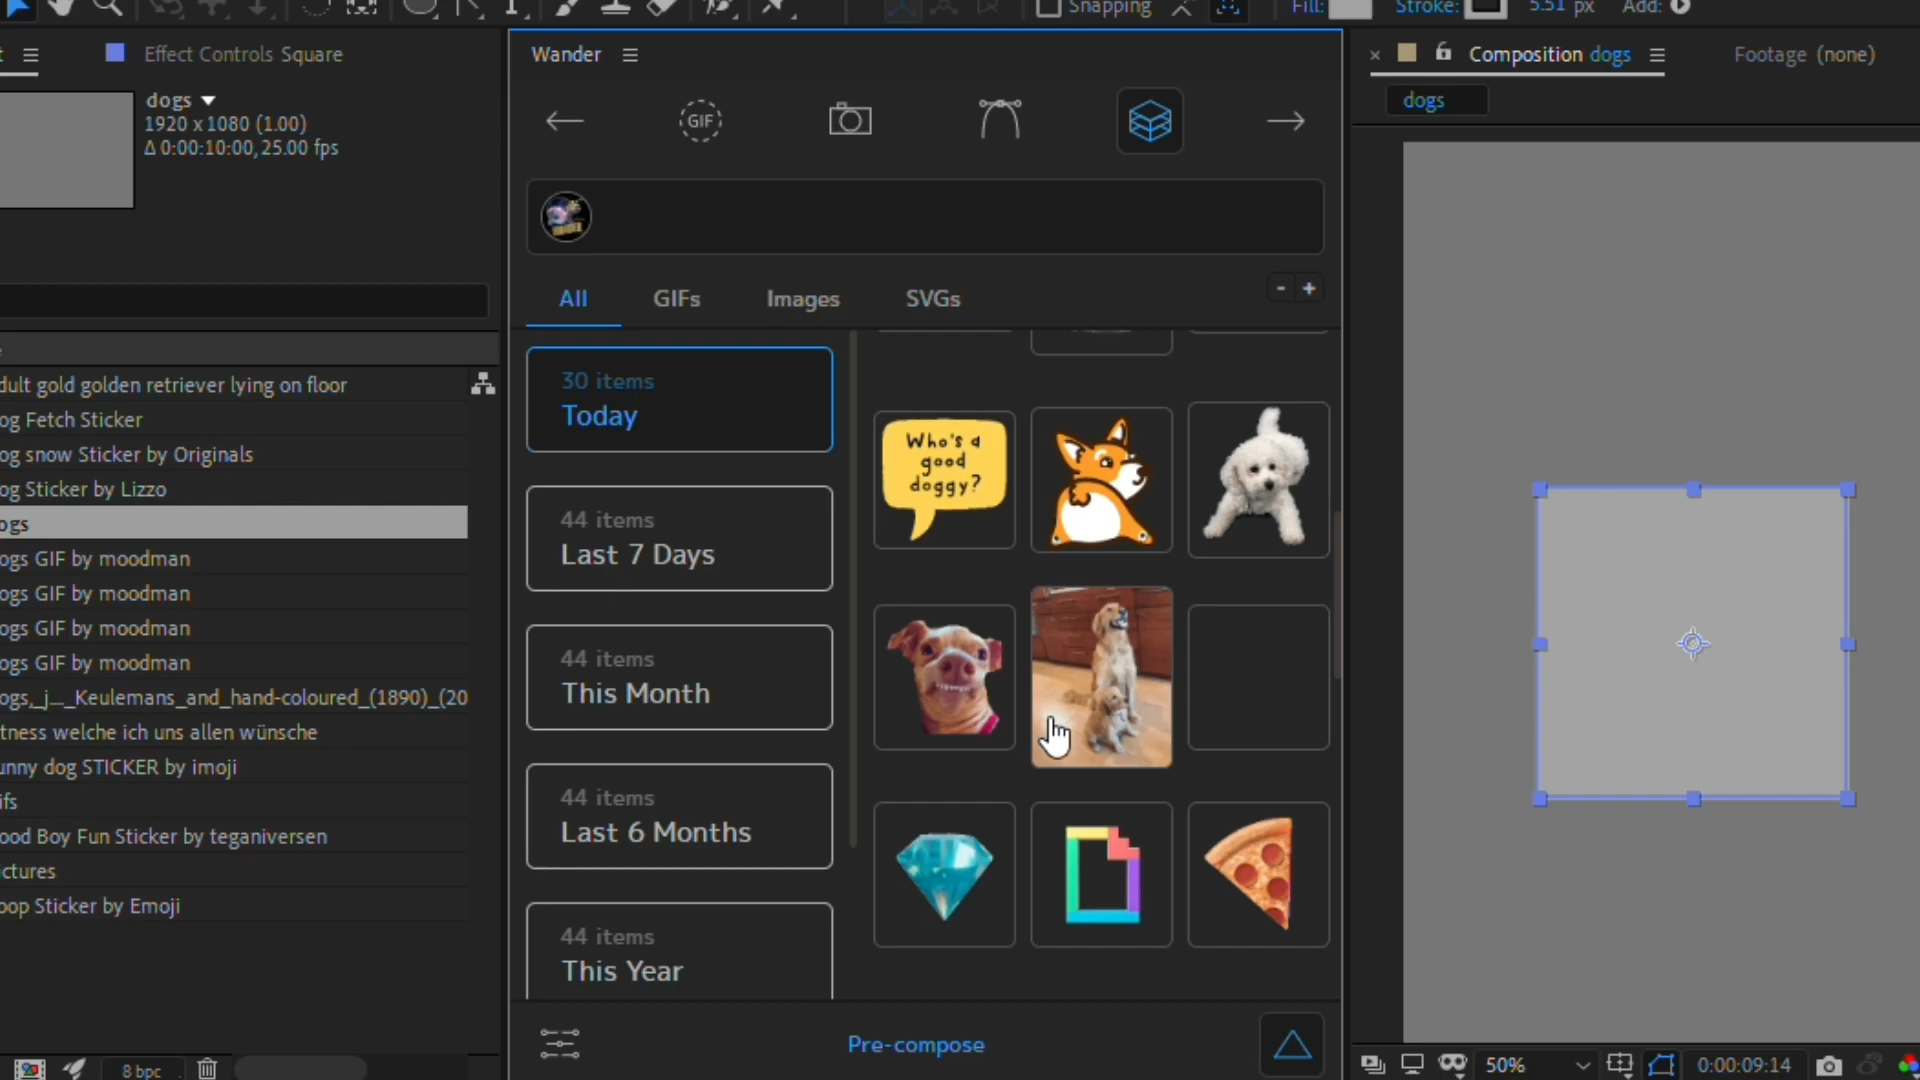 Snapping
Fill:
Stroke:
5.51 px
Add:
Effect Controls Square
Wander
Composition dogs
Footage (none)
dogs
1920 x 1080 (1.00)
Δ 0:00:10:00, 25.00 fps
GIF
dogs
All
GIFs
Images
SVGs
-
+
30 items
Today
44 items
Last 7 Days
44 items
This Month
44 items
Last 6 Months
44 items
This Year
Who's a
good
doggy?
dult gold golden retriever lying on floor
og Fetch Sticker
og snow Sticker by Originals
og Sticker by Lizzo
ogs
ogs GIF by moodman
ogs GIF by moodman
ogs GIF by moodman
ogs GIF by moodman
ogs,_j.._Keulemans_and_hand-coloured_(1890)_(20
tness welche ich uns allen wünsche
unny dog STICKER by imoji
ifs
ood Boy Fun Sticker by teganiversen
ictures
oop Sticker by Emoji
Pre-compose
8 bpc
50%
0:00:09:14